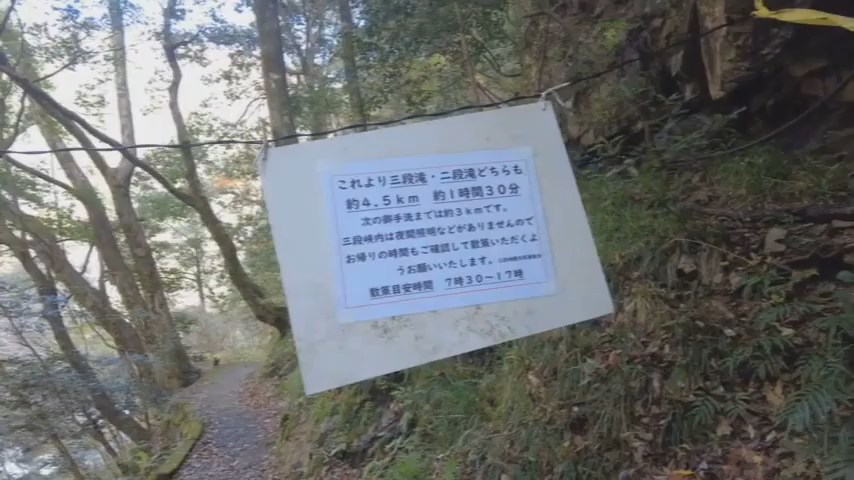 これより三段滝・二段滝どちらも
約4.5km 約1時間30分
次の御手洗までは約3kmです。
三段峡内は夜間照明などがありませんので
お帰りの時間もご確認して散策いただくよ
うお願いいたします。
散策目安時間 7時30~17時